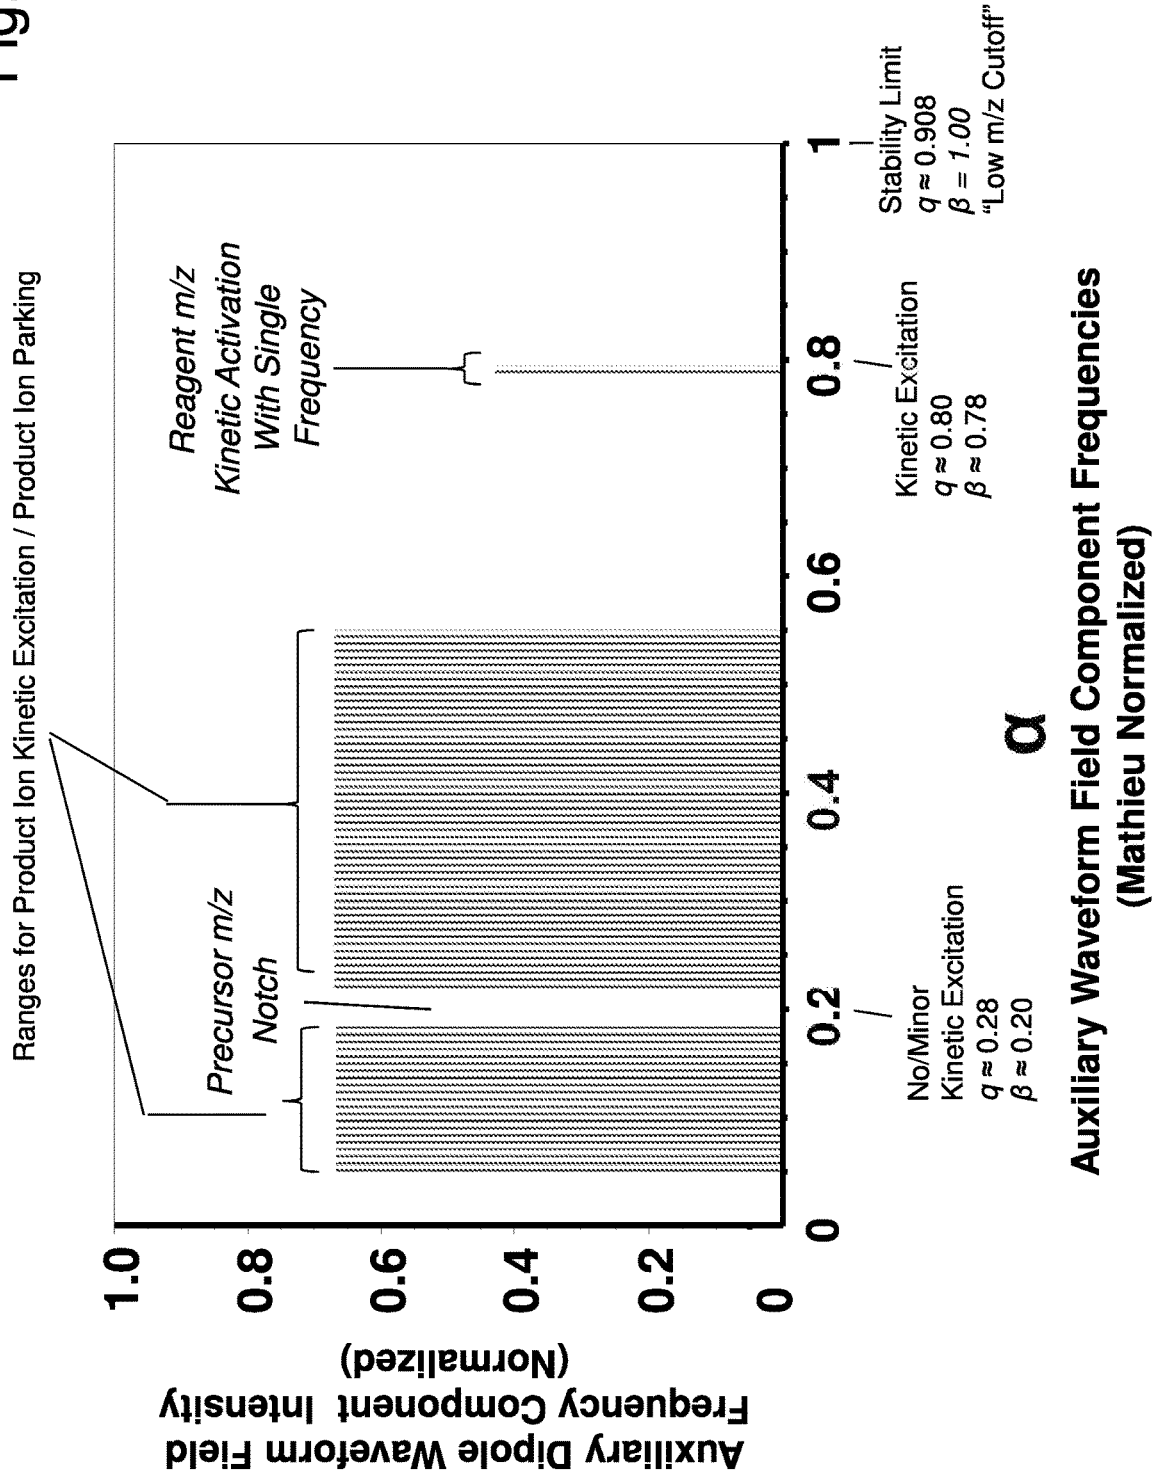 Fig.
Ranges for Product Ion Kinetic Excitation / Product Ion Parking
Precursor m/z
Notch
Reagent m/z
Kinetic Activation
With Single
Frequency
Auxiliary Dipole Waveform Field
Frequency Component Intensity
(Normalized)
1.0
0.8
0.6
0.4
0.2
0
0
0.2
0.4
0.6
0.8
1
No/Minor
Kinetic Excitation
q ≈ 0.28
β ≈ 0.20
Kinetic Excitation
q ≈ 0.80
β ≈ 0.78
Stability Limit
q ≈ 0.908
β = 1.00
“Low m/z Cutoff”
α
Auxiliary Waveform Field Component Frequencies
(Mathieu Normalized)